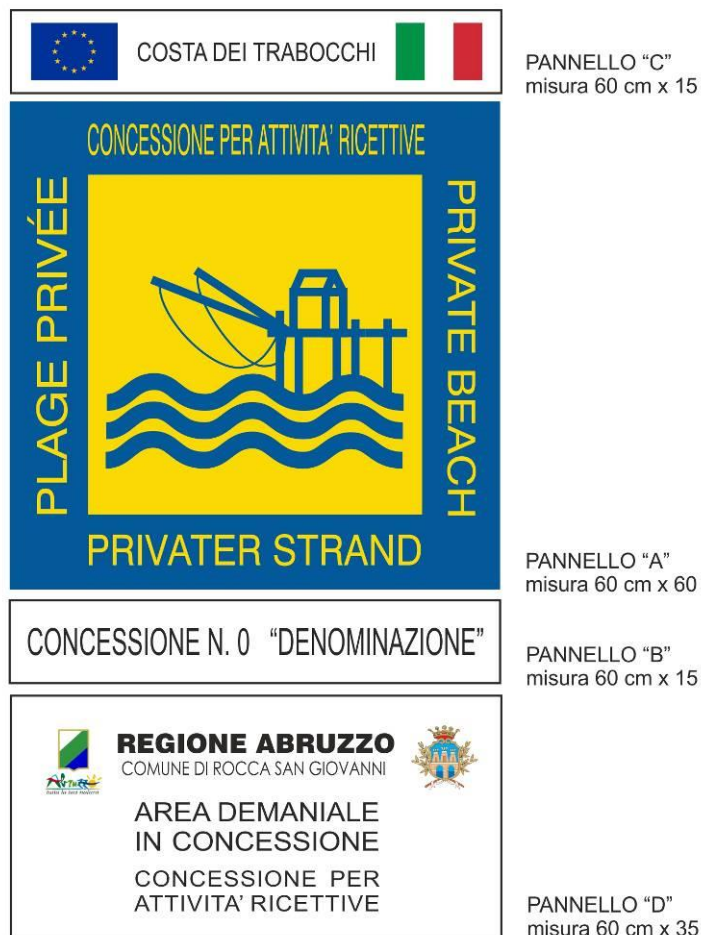 COSTA DEI TRABOCCHI
PANNELLO “C”
misura 60 cm x 15
CONCESSIONE PER ATTIVITA’ RICETTIVE
PLAGE PRIVÉE
PRIVATE BEACH
PRIVATER STRAND
PANNELLO “A”
misura 60 cm x 60
CONCESSIONE N. 0 “DENOMINAZIONE”
PANNELLO “B”
misura 60 cm x 15
REGIONE ABRUZZO
COMUNE DI ROCCA SAN GIOVANNI
Abruzzo
AREA DEMANIALE
IN CONCESSIONE
CONCESSIONE PER
ATTIVITA’ RICETTIVE
PANNELLO “D”
misura 60 cm x 35